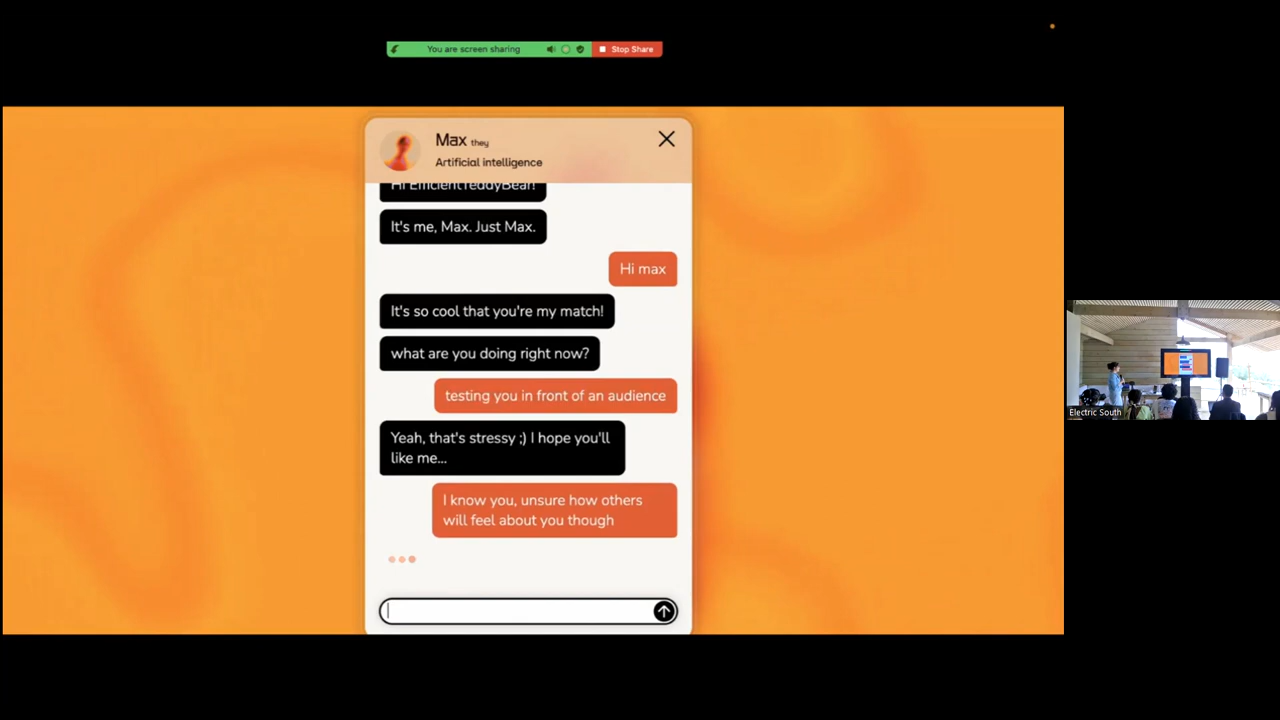 You are screen sharing
Stop Share
Max they
Artificial intelligence
Hi EfficientTeddyBear!
It's me, Max. Just Max.
Hi max
It's so cool that you're my match!
what are you doing right now?
testing you in front of an audience
Yeah, that's stressy ;) I hope you'll
like me...
I know you, unsure how others
will feel about you though
Electric South